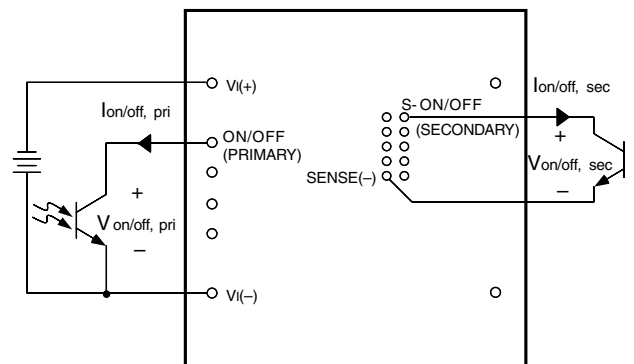 VI(+)
Ion/off, pri
ON/OFF
(PRIMARY)
+
Von/off, pri
–
VI(–)
S-ON/OFF
(SECONDARY)
SENSE(–)
Ion/off, sec
+
Von/off, sec
–